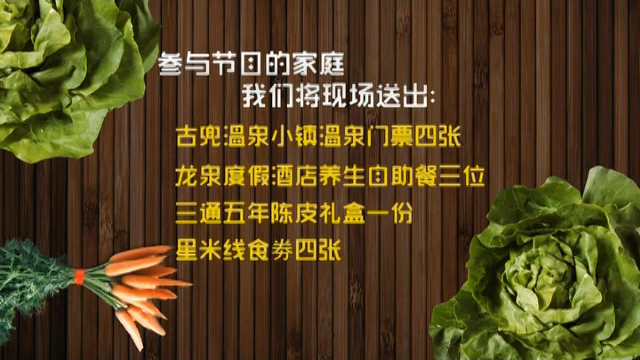 参与节目的家庭
我们将现场送出:
古兜温泉小镇温泉门票四张
龙泉度假酒店养生自助餐三位
三通五年陈皮礼盒一份
星米线食券四张